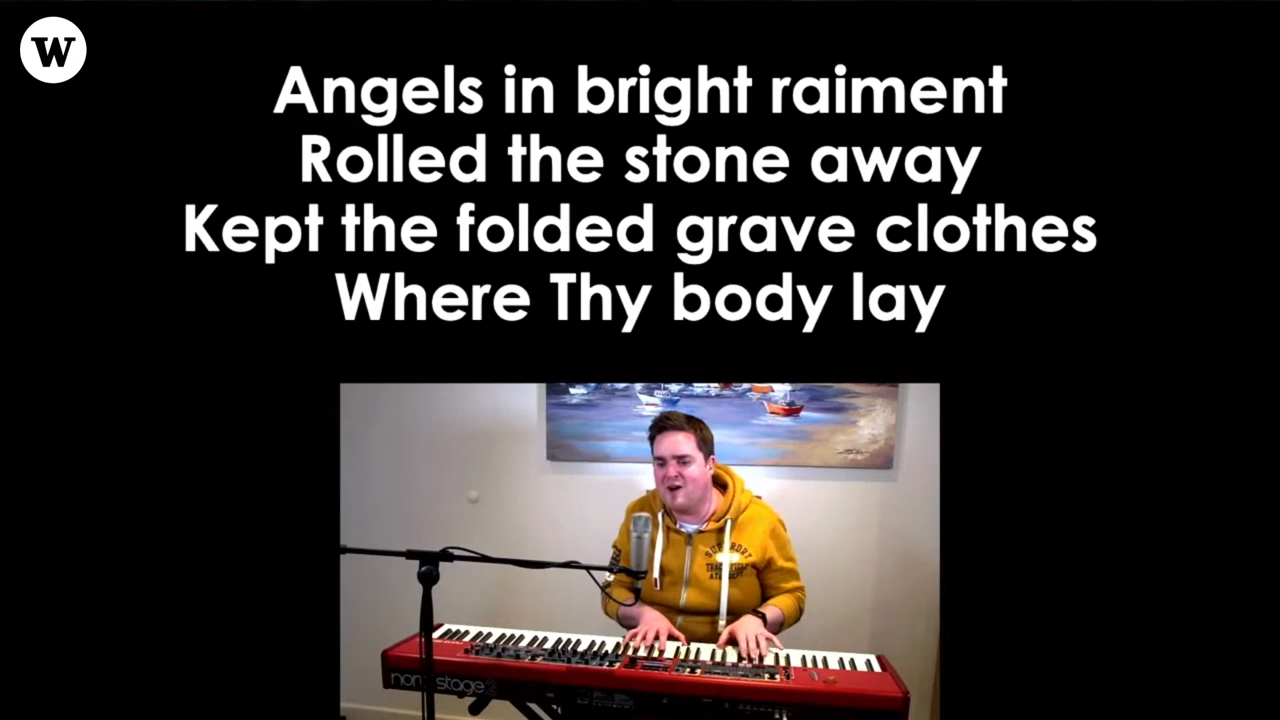 W
Angels in bright raiment
Rolled the stone away
Kept the folded grave clothes
Where Thy body lay
nord stage 2